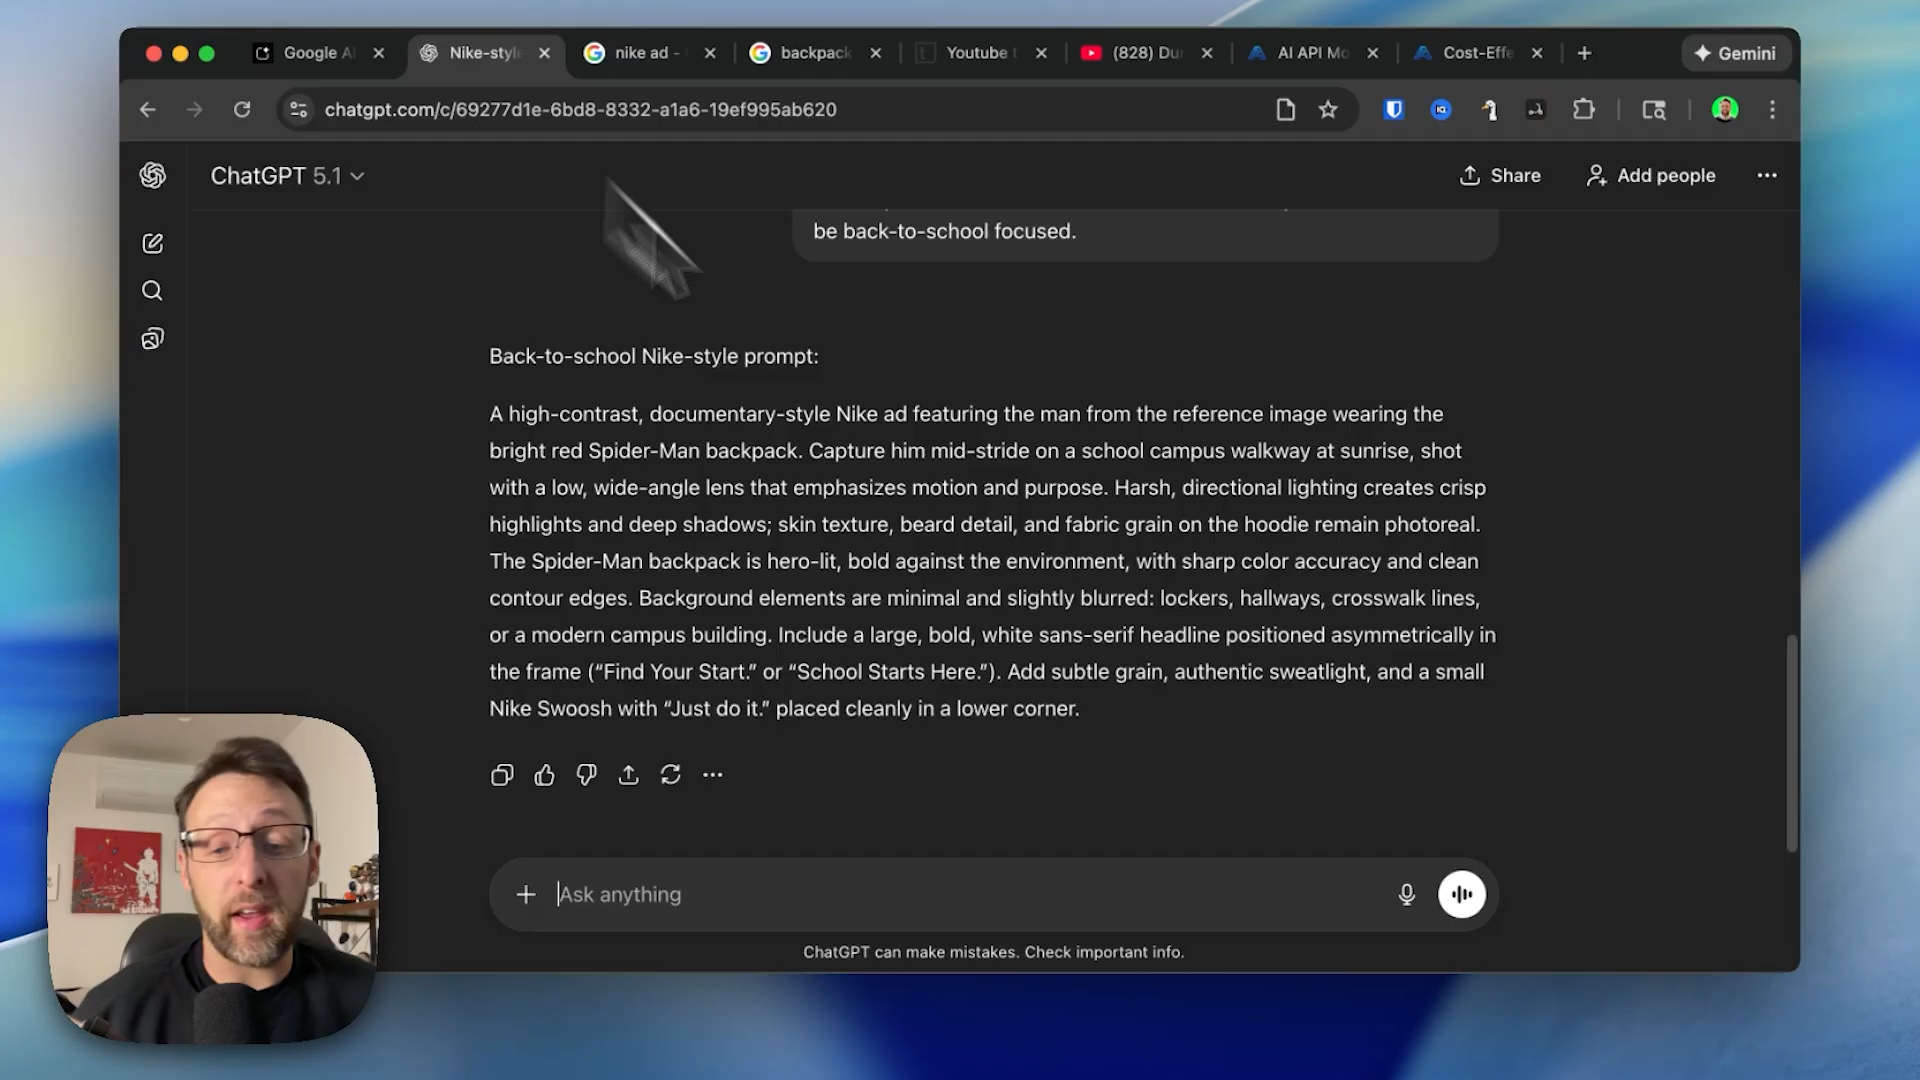 Google AI
Nike-style
nike ad -
backpack
Youtube t
(828) Du
AI API Mo
Cost-Effe
Gemini
chatgpt.com/c/69277d1e-6bd8-8332-a1a6-19ef995ab620
ChatGPT 5.1
Share
Add people
be back-to-school focused.
Back-to-school Nike-style prompt:
A high-contrast, documentary-style Nike ad featuring the man from the reference image wearing the
bright red Spider-Man backpack. Capture him mid-stride on a school campus walkway at sunrise, shot
with a low, wide-angle lens that emphasizes motion and purpose. Harsh, directional lighting creates crisp
highlights and deep shadows; skin texture, beard detail, and fabric grain on the hoodie remain photoreal.
The Spider-Man backpack is hero-lit, bold against the environment, with sharp color accuracy and clean
contour edges. Background elements are minimal and slightly blurred: lockers, hallways, crosswalk lines,
or a modern campus building. Include a large, bold, white sans-serif headline positioned asymmetrically in
the frame (“Find Your Start.” or “School Starts Here.”). Add subtle grain, authentic sweatlight, and a small
Nike Swoosh with “Just do it.” placed cleanly in a lower corner.
Ask anything
ChatGPT can make mistakes. Check important info.